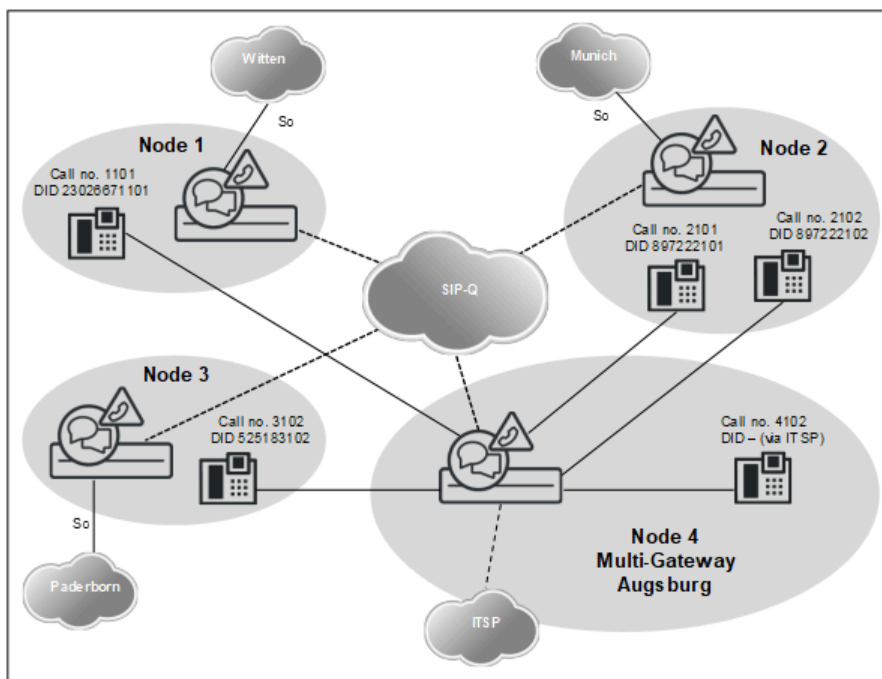 Witten
So
Node 1
Call no. 1101
DID 23026671101
Munich
So
Node 2
Call no. 2101
DID 897222101
Call no. 2102
DID 897222102
SIP-Q
Node 3
Call no. 3102
DID 525183102
So
Paderborn
Call no. 4102
DID – (via ITSP)
Node 4
Multi-Gateway
Augsburg
ITSP